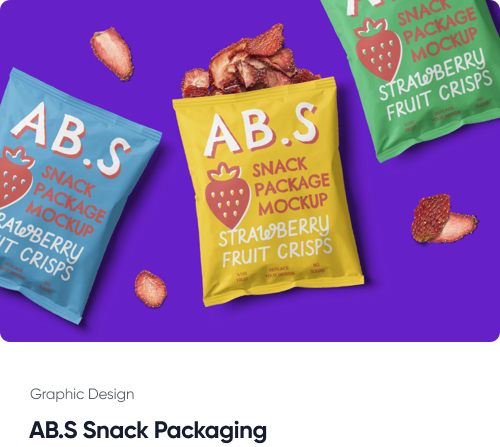 SNACK
PACKAGE
MOCKUP
STRAWBERRY
FRUIT CRISPS
AB.S
SNACK
PACKAGE
MOCKUP
STRAWBERRY
FRUIT CRISPS
AB.S
SNACK
PACKAGE
MOCKUP
STRAWBERRY
FRUIT CRISPS
Graphic Design
AB.S Snack Packaging